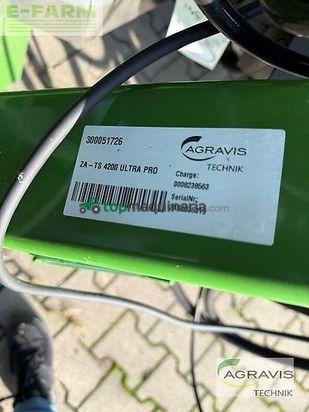 E-FARM
300051726
AGRAVIS
TECHNIK
ZA-TS 4200 ULTRA PRO
Charge:
0008238563
SerialNr:
topmaquinaria.com
AGRAVIS
TECHNIK